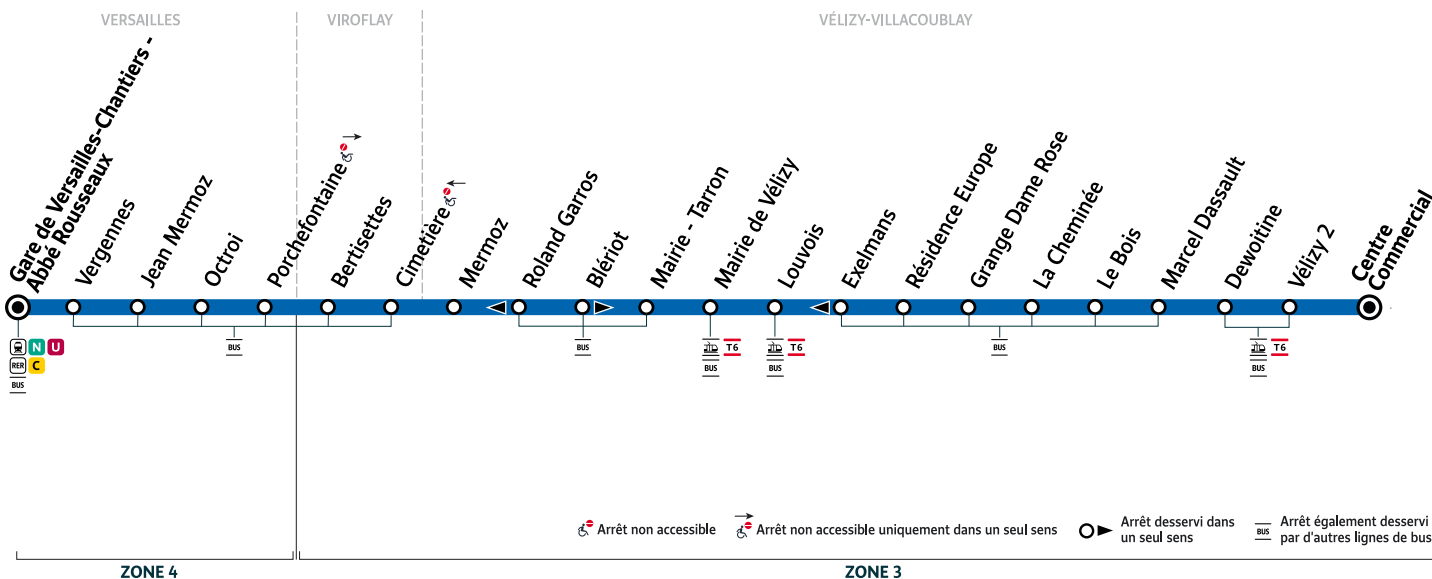 VERSAILLES
VIROFLAY
VÉLIZY-VILLACOUBLAY
Gare de Versailles-Chantiers -
Abbé Rousseaux
Vergennes
Jean Mermoz
Octroi
Porchefontaine
Bertisettes
Cimetière
Mermoz
Roland Garros
Blériot
Mairie - Tarron
Mairie de Vélizy
Louvois
Exelmans
Résidence Europe
Grange Dame Rose
La Cheminée
Le Bois
Marcel Dassault
Dewoitine
Vélizy 2
Centre
Commercial
N U
RER C
BUS
BUS
BUS
T6
BUS
T6
BUS
BUS
T6
BUS
Arrêt non accessible
Arrêt non accessible uniquement dans un seul sens
Arrêt desservi dans
un seul sens
BUS
Arrêt également desservi
par d'autres lignes de bus
ZONE 4
ZONE 3